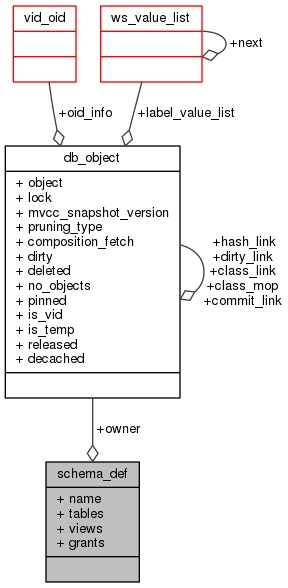 vid_oid
ws_value_list
+next
+oid_info
+label_value_list
db_object
+ object
+ lock
+ mvcc_snapshot_version
+ pruning_type
+ composition_fetch
+ dirty
+ deleted
+ no_objects
+ pinned
+ is_vid
+ is_temp
+ released
+ decached
+hash_link
+dirty_link
+class_link
+class_mop
+commit_link
+owner
schema_def
+ name
+ tables
+ views
+ grants